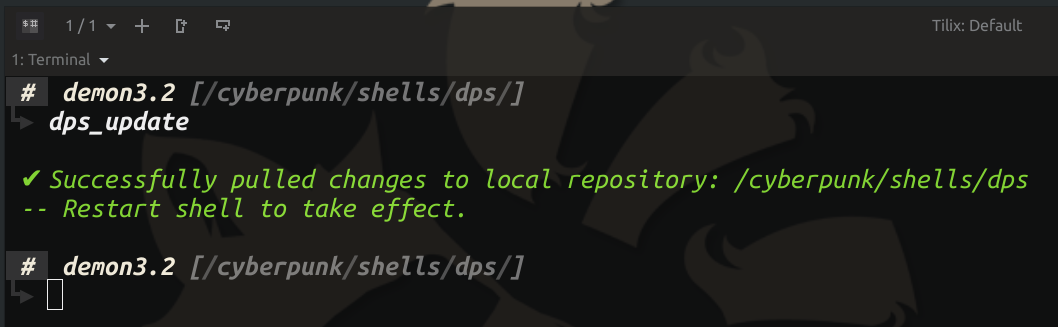 1 / 1
Tilix: Default
1: Terminal
# demon3.2 [/cyberpunk/shells/dps/]
dps_update
✔ Successfully pulled changes to local repository: /cyberpunk/shells/dps
-- Restart shell to take effect.
# demon3.2 [/cyberpunk/shells/dps/]